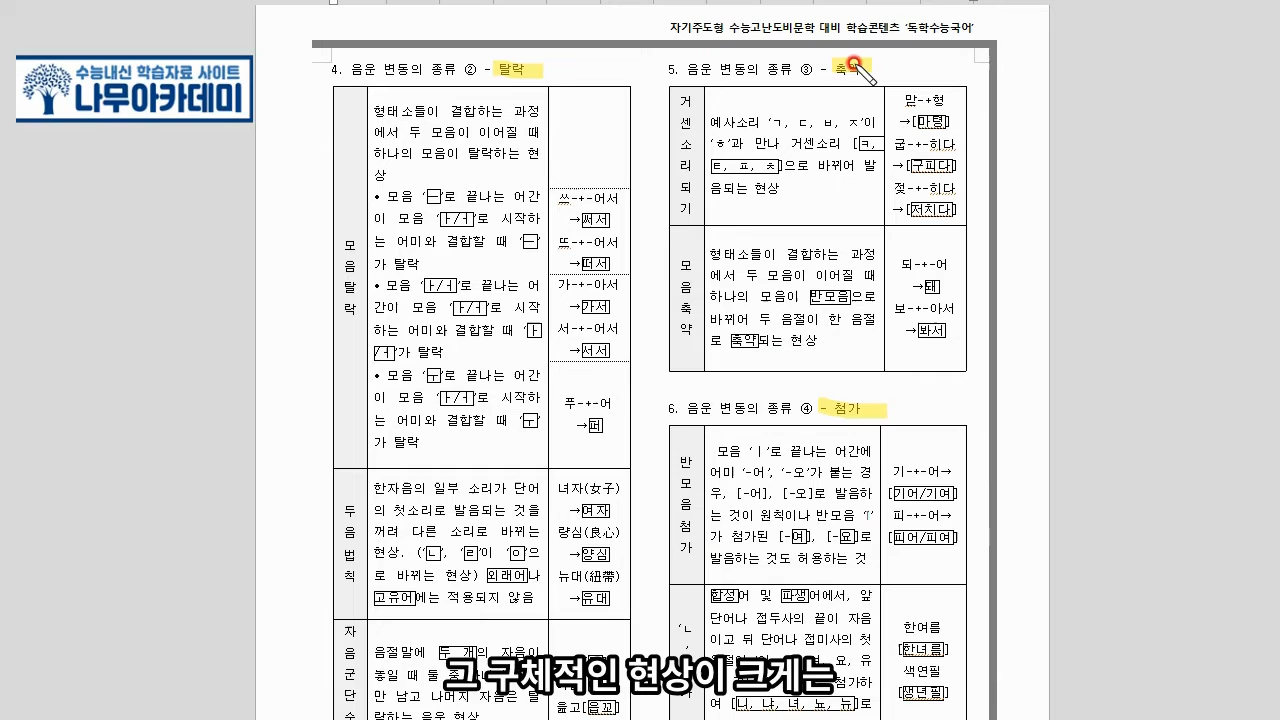 자기주도형 수능고난도비문학 대비 학습콘텐츠 '독학수능국어'
수능내신 학습자료 사이트
나무아카데미
4. 음운 변동의 종류 ② - 탈락
모음탈락
형태소들이 결합하는 과정
에서 두 모음이 이어질 때
하나의 모음이 탈락하는 현
상
• 모음 'ㅡ'로 끝나는 어간
이 모음 'ㅏ/ㅓ'로 시작하
는 어미와 결합할 때 'ㅡ'
가 탈락
쓰-+-어서
→써서
뜨-+-어서
→떠서
• 모음 'ㅏ/ㅓ'로 끝나는 어
간이 모음 'ㅏ/ㅓ'로 시작
하는 어미와 결합할 때 'ㅏ
/ㅓ'가 탈락
가-+-아서
→가서
서-+-어서
→서서
• 모음 'ㅜ'로 끝나는 어간
이 모음 'ㅏ/ㅓ'로 시작하
는 어미와 결합할 때 'ㅜ'
가 탈락
푸-+-어
→퍼
두음법칙
한자음의 일부 소리가 단어
의 첫소리로 발음되는 것을
꺼려 다른 소리로 바뀌는
현상. ('ㄴ', 'ㄹ'이 'ㅇ'으
로 바뀌는 현상) 외래어나
고유어에는 적용되지 않음
녀자(女子)
→여자
량심(良心)
→양심
뉴대(紐帶)
→유대
자음군단
음절말에 두 개의 자음이
놓일 때 둘
만 남고 나머지 자음은 탈
락하는 음운 현상
읊고[읍꼬]
5. 음운 변동의 종류 ③ -
거센소리되기
예사소리 'ㄱ, ㄷ, ㅂ, ㅈ'이
'ㅎ'과 만나 거센소리 [ㅋ,
ㅌ, ㅍ, ㅊ]으로 바뀌어 발
음되는 현상
맏-+형
→[마텽]
굽-+-히다
→[구피다]
젖-+-히다
→[저치다]
모음축약
형태소들이 결합하는 과정
에서 두 모음이 이어질 때
하나의 모음이 반모음으로
바뀌어 두 음절이 한 음절
로 축약되는 현상
되-+-어
→돼
보-+-아서
→봐서
6. 음운 변동의 종류 ④ - 첨가
반모음첨가
모음 'ㅣ'로 끝나는 어간에
어미 '-어', '-오'가 붙는 경
우, [-어], [-오]로 발음하
는 것이 원칙이나 반모음 'ㅣ'
가 첨가된 [-여], [-요]로
발음하는 것도 허용하는 것
기-+-어→
[기어/기여]
피-+-어→
[피어/피여]
'ㄴ,
합성어 및 파생어에서, 앞
단어나 접두사의 끝이 자음
이고 뒤 단어나 접미사의 첫
요, 유
첨가하
여 [니, 냐, 녀, 뇨, 뉴]로
한여름
[한녀름]
색연필
[생년필]
그 구체적인 현상이 크게는